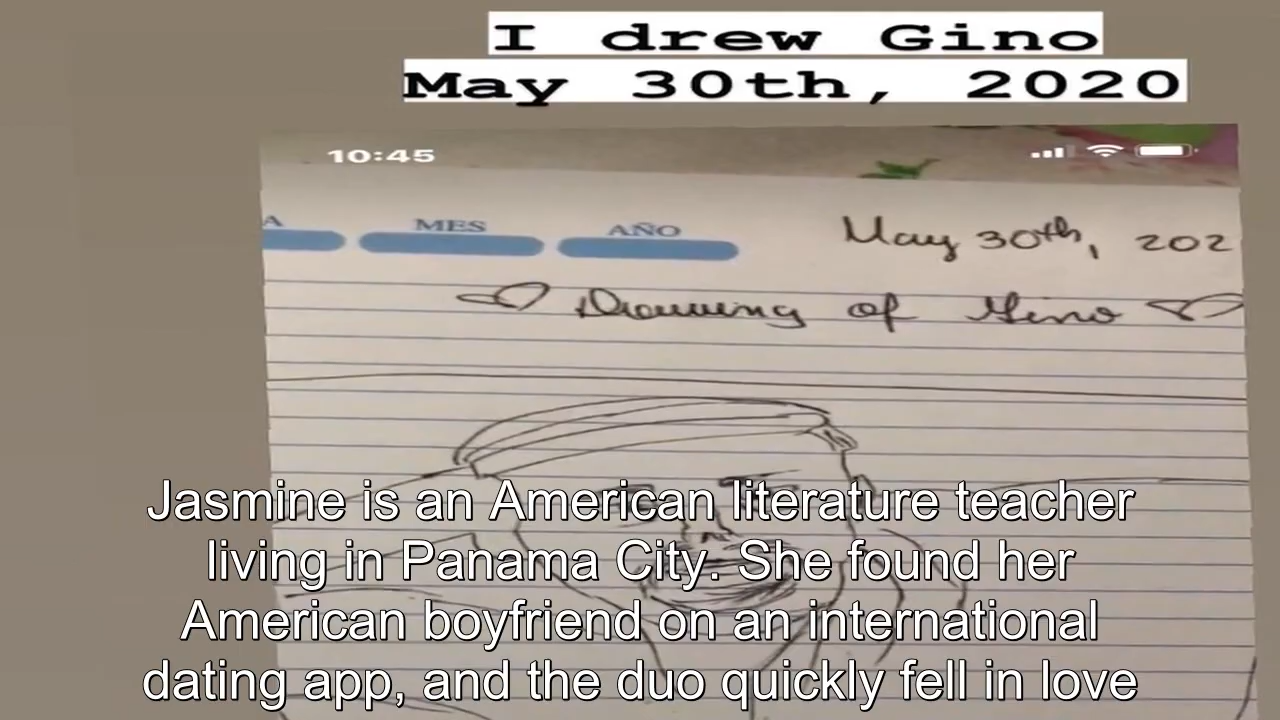 I drew Gino
May 30th, 2020
10:45
A MES AÑO
May 30th, 202
Drawing of Gino
Jasmine is an American literature teacher
living in Panama City. She found her
American boyfriend on an international
dating app, and the duo quickly fell in love